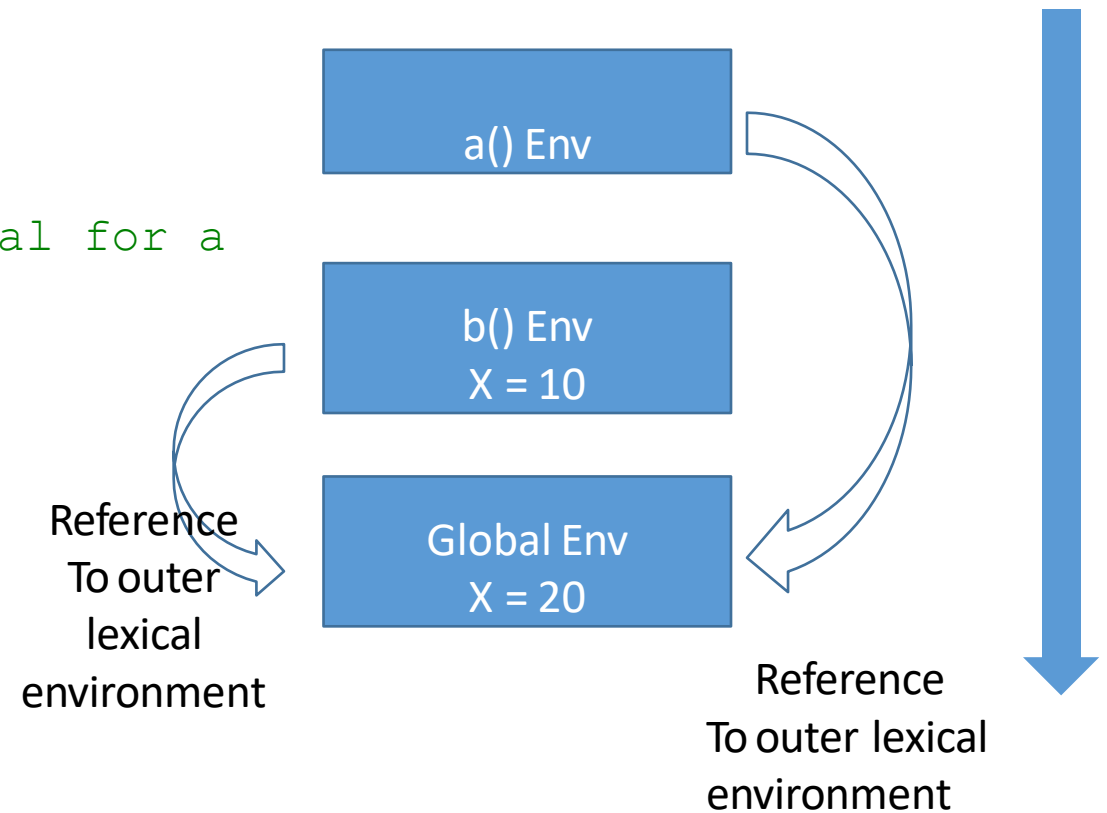 a() Env
al for a
b() Env
X = 10
Reference
To outer
lexical
environment
Global Env
X = 20
Reference
To outer lexical
environment